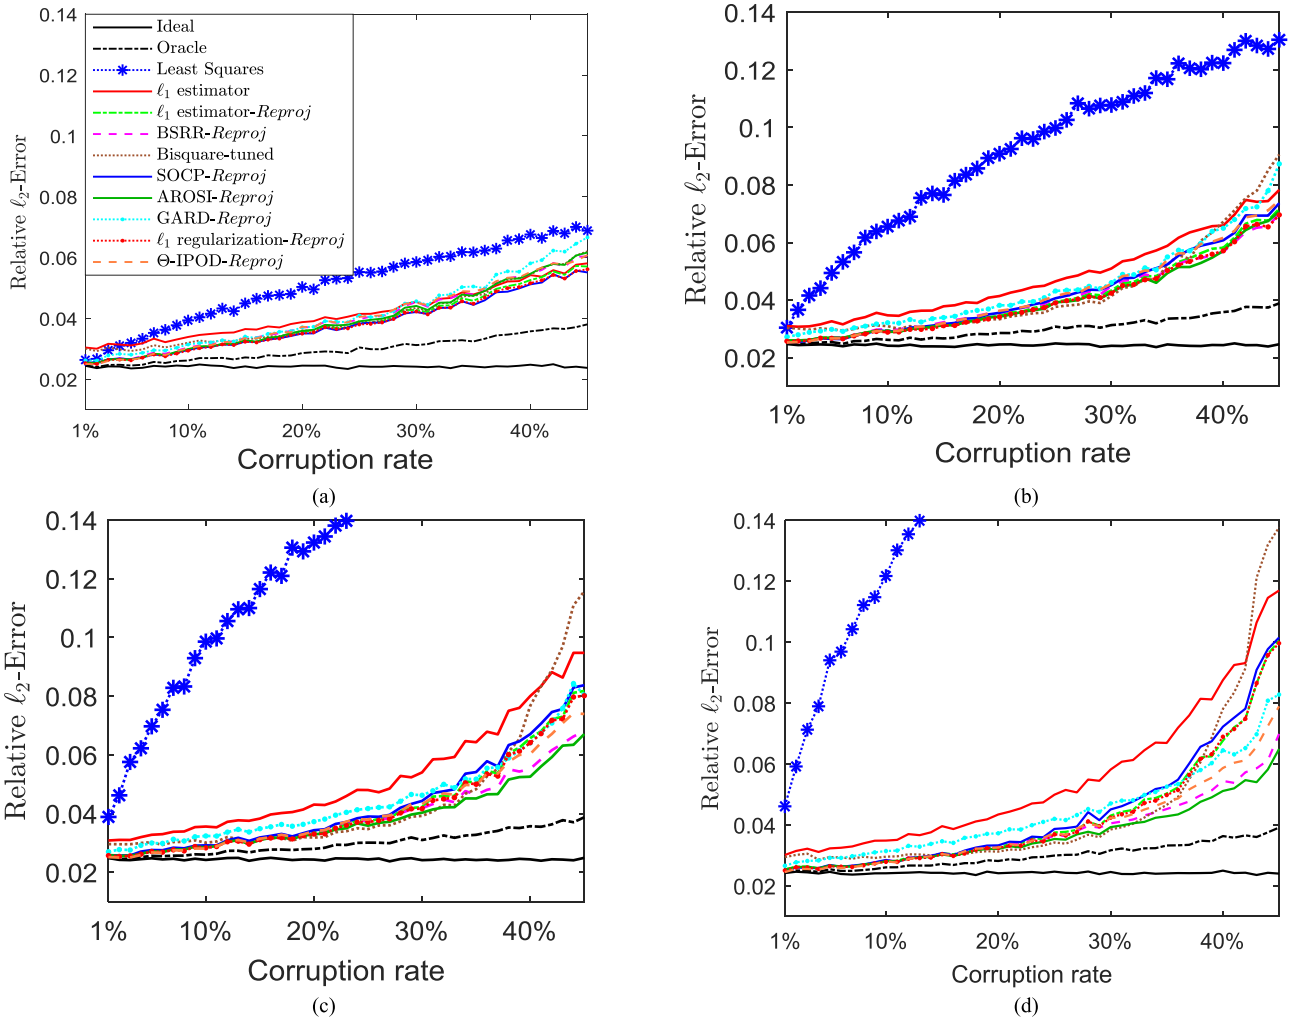 0.14
0.12
0.1
0.08
0.06
0.04
0.02
Relative ℓ₂-Error
Ideal
Oracle
Least Squares
ℓ₁ estimator
ℓ₁ estimator-Reproj
BSRR-Reproj
Bisquare-tuned
SOCP-Reproj
AROSI-Reproj
GARD-Reproj
ℓ₁ regularization-Reproj
Θ-IPOD-Reproj
1% 10% 20% 30% 40%
Corruption rate
(a)
0.14
0.12
0.1
0.08
0.06
0.04
0.02
Relative ℓ₂-Error
1% 10% 20% 30% 40%
Corruption rate
(b)
0.14
0.12
0.1
0.08
0.06
0.04
0.02
Relative ℓ₂-Error
1% 10% 20% 30% 40%
Corruption rate
(c)
0.14
0.12
0.1
0.08
0.06
0.04
0.02
Relative ℓ₂-Error
1% 10% 20% 30% 40%
Corruption rate
(d)